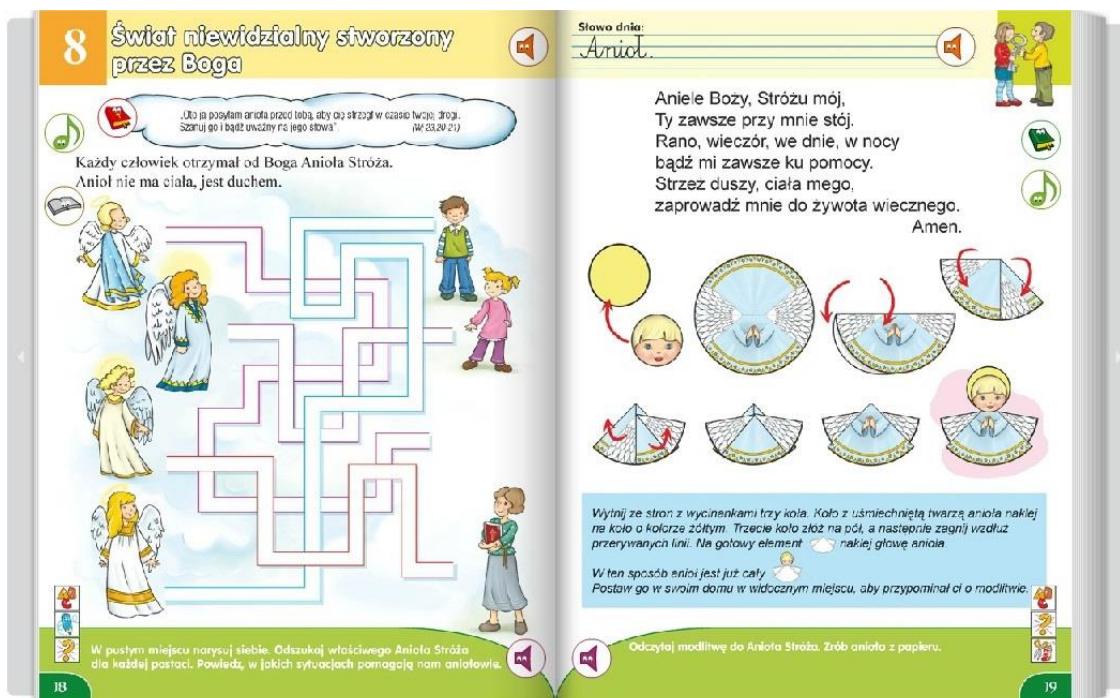 8
Świat niewidzialny stworzony
przez Boga
„Oto ja posyłam anioła przed tobą, aby cię strzegł w czasie twojej drogi.
Szanuj go i bądź uważny na jego słowa”.
(Wj 23,20-21)
Każdy człowiek otrzymał od Boga Anioła Stróża.
Anioł nie ma ciała, jest duchem.
W pustym miejscu narysuj siebie. Odszukaj właściwego Anioła Stróża
dla każdej postaci. Powiedz, w jakich sytuacjach pomagają nam aniołowie.
18
Słowo dnia:
Anioł.
Aniele Boży, Stróżu mój,
Ty zawsze przy mnie stój.
Rano, wieczór, we dnie, w nocy
bądź mi zawsze ku pomocy.
Strzeż duszy, ciała mego,
zaprowadź mnie do żywota wiecznego.
Amen.
Wytnij ze stron z wycinankami trzy koła. Koło z uśmiechniętą twarzą anioła naklej
na koło o kolorze żółtym. Trzecie koło złóż na pół, a następnie zagnij wzdłuż
przerywanych linii. Na gotowy element naklej głowę anioła.
W ten sposób anioł jest już cały
Postaw go w swoim domu w widocznym miejscu, aby przypominał ci o modlitwie.
Odczytaj modlitwę do Anioła Stróża. Zrób anioła z papieru.
19